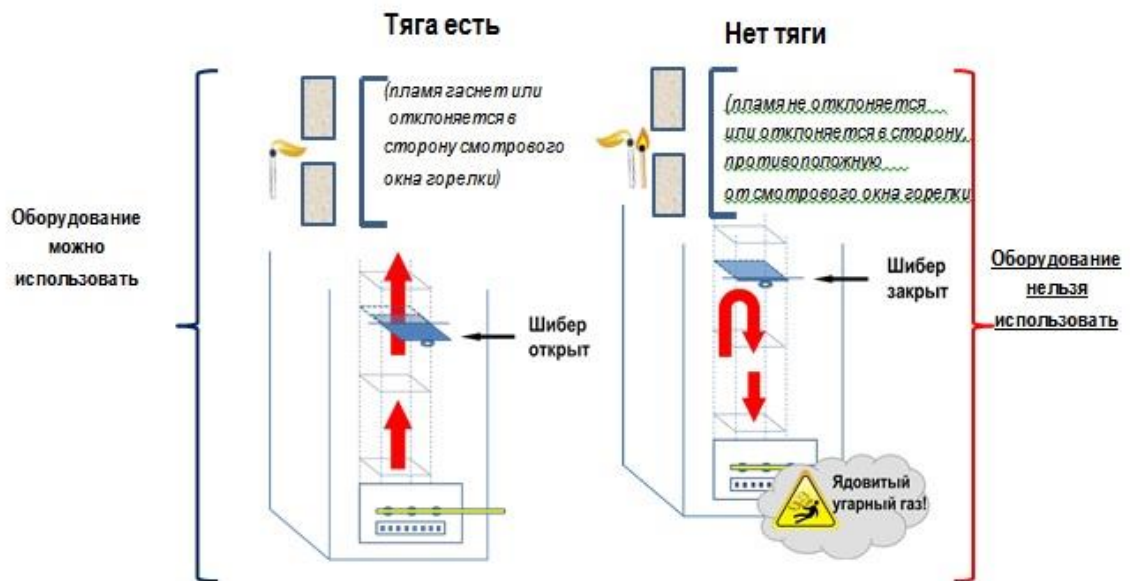 Тяга есть
(пламя гаснет или
отклоняется в
сторону смотрового
окна горелки)
Оборудование
можно
использовать
Шибер
открыт
Нет тяги
(пламя не отклоняется
или отклоняется в сторону,
противоположную
от смотрового окна горелки
Шибер
закрыт
Оборудование
нельзя
использовать
Ядовитый
угарный газ!